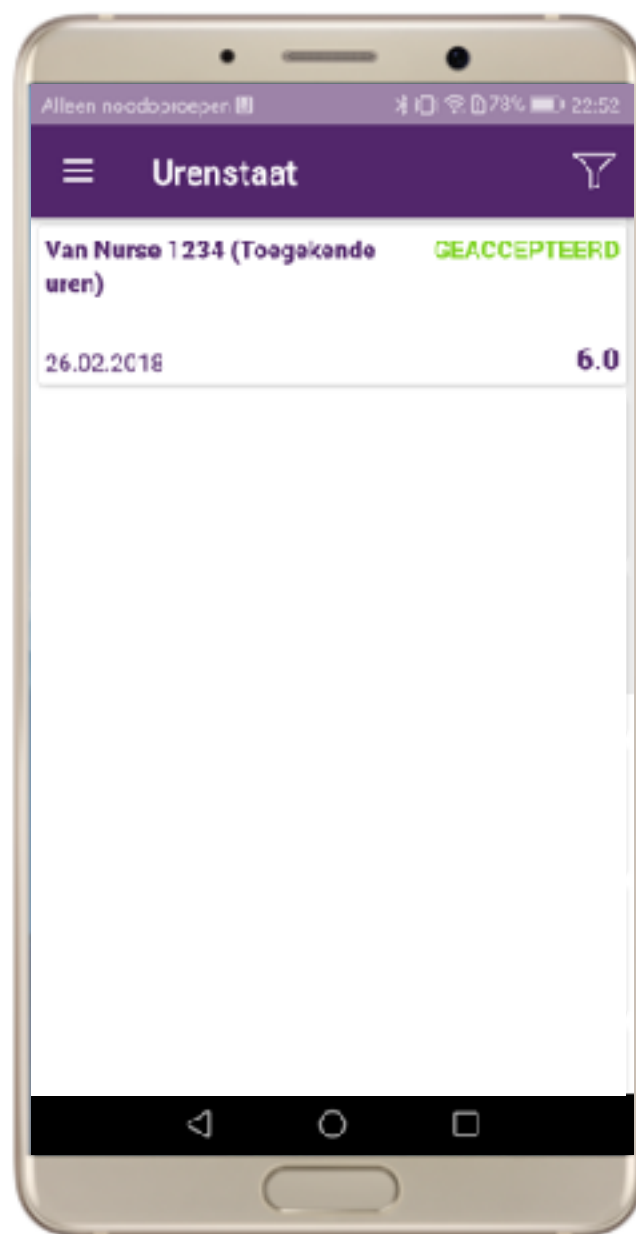 Alleen noodoproepen 78% 22:52
Urenstaat
Van Nurse 1234 (Toegekende GEACCEPTEERD
uren)
26.02.2018 6.0